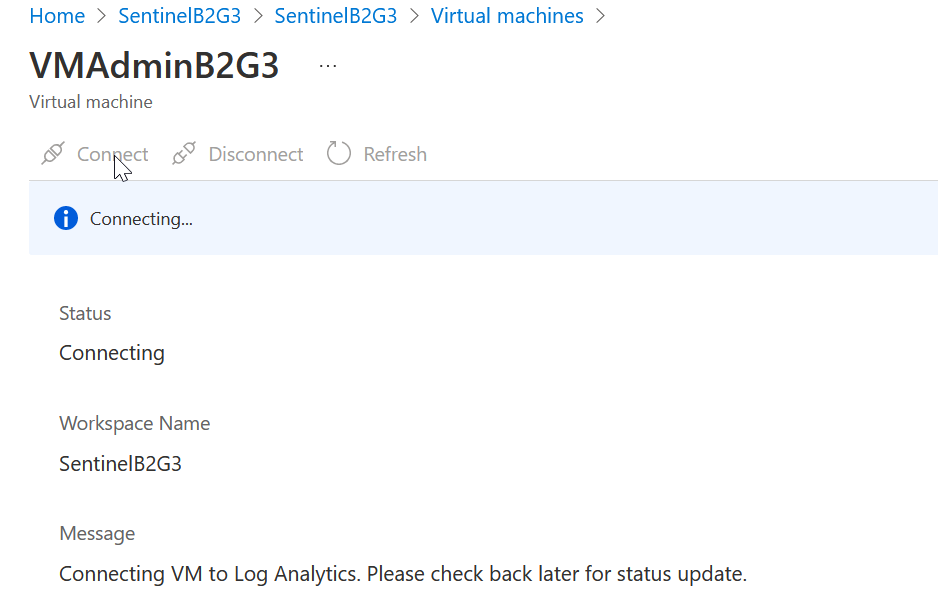 Home > SentinelB2G3 > SentinelB2G3 > Virtual machines >
VMAdminB2G3 ...
Virtual machine
Connect Disconnect Refresh
Connecting...
Status
Connecting
Workspace Name
SentinelB2G3
Message
Connecting VM to Log Analytics. Please check back later for status update.